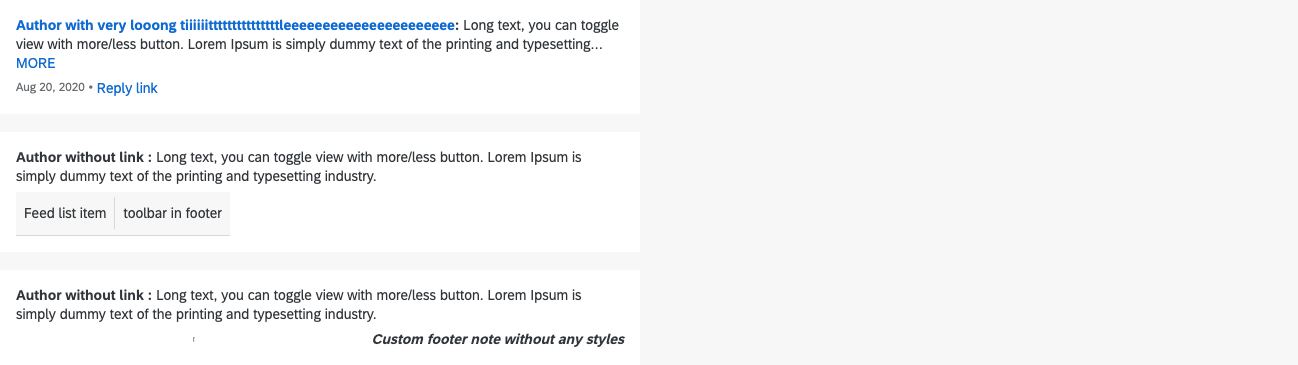 Author with very looong tiiiiiitttttttttttttttleeeeeeeeeeeeeeeeeeeeee: Long text, you can toggle
view with more/less button. Lorem Ipsum is simply dummy text of the printing and typesetting...
MORE
Aug 20, 2020 • Reply link
Author without link : Long text, you can toggle view with more/less button. Lorem Ipsum is
simply dummy text of the printing and typesetting industry.
Feed list item toolbar in footer
Author without link : Long text, you can toggle view with more/less button. Lorem Ipsum is
simply dummy text of the printing and typesetting industry.
Custom footer note without any styles